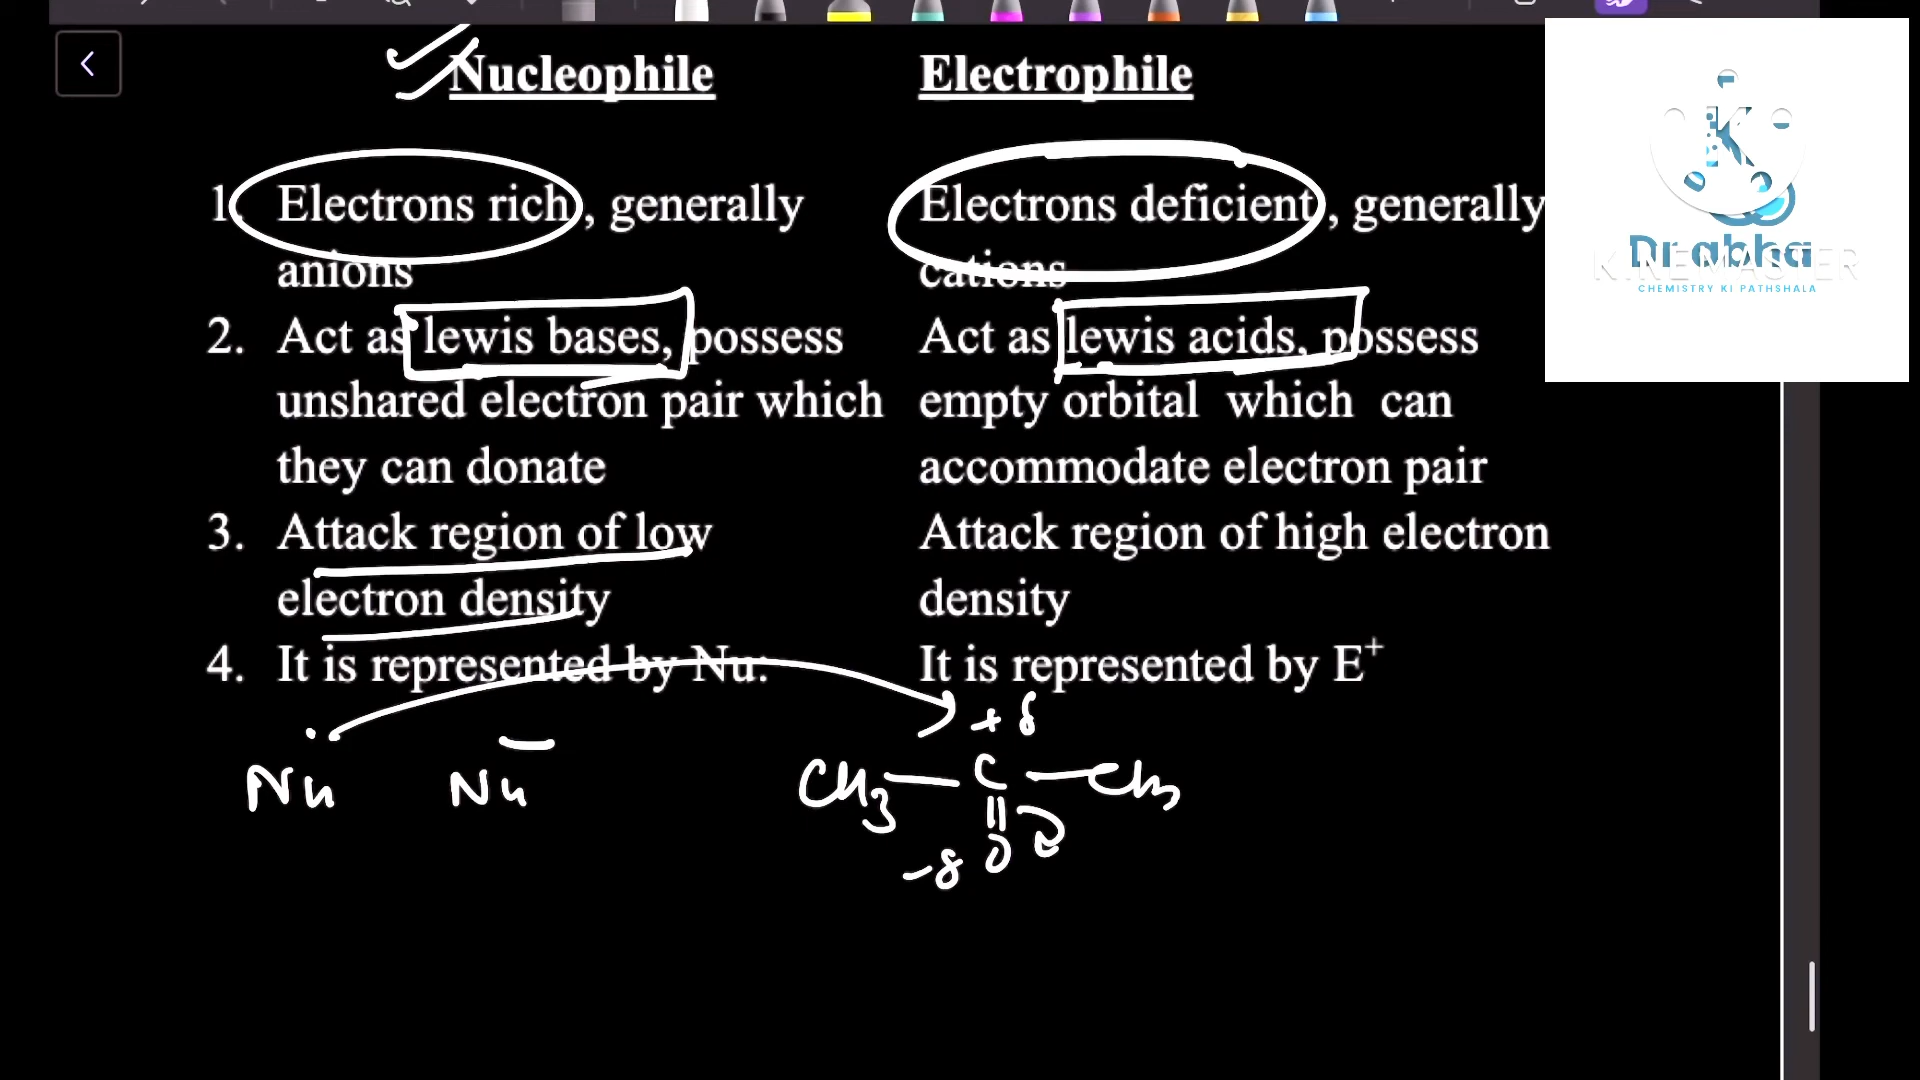 Nucleophile Electrophile
1. Electrons rich, generally Electrons deficient, generally
anions cations
2. Act as lewis bases, possess Act as lewis acids, possess
unshared electron pair which empty orbital which can
they can donate accommodate electron pair
3. Attack region of low Attack region of high electron
electron density density
4. It is represented by Nu: It is represented by E⁺
+δ
Nu Nu CH3 — C — CH3
-δ O
K
Dr abha
KINEMASTER
CHEMISTRY KI PATHSHALA